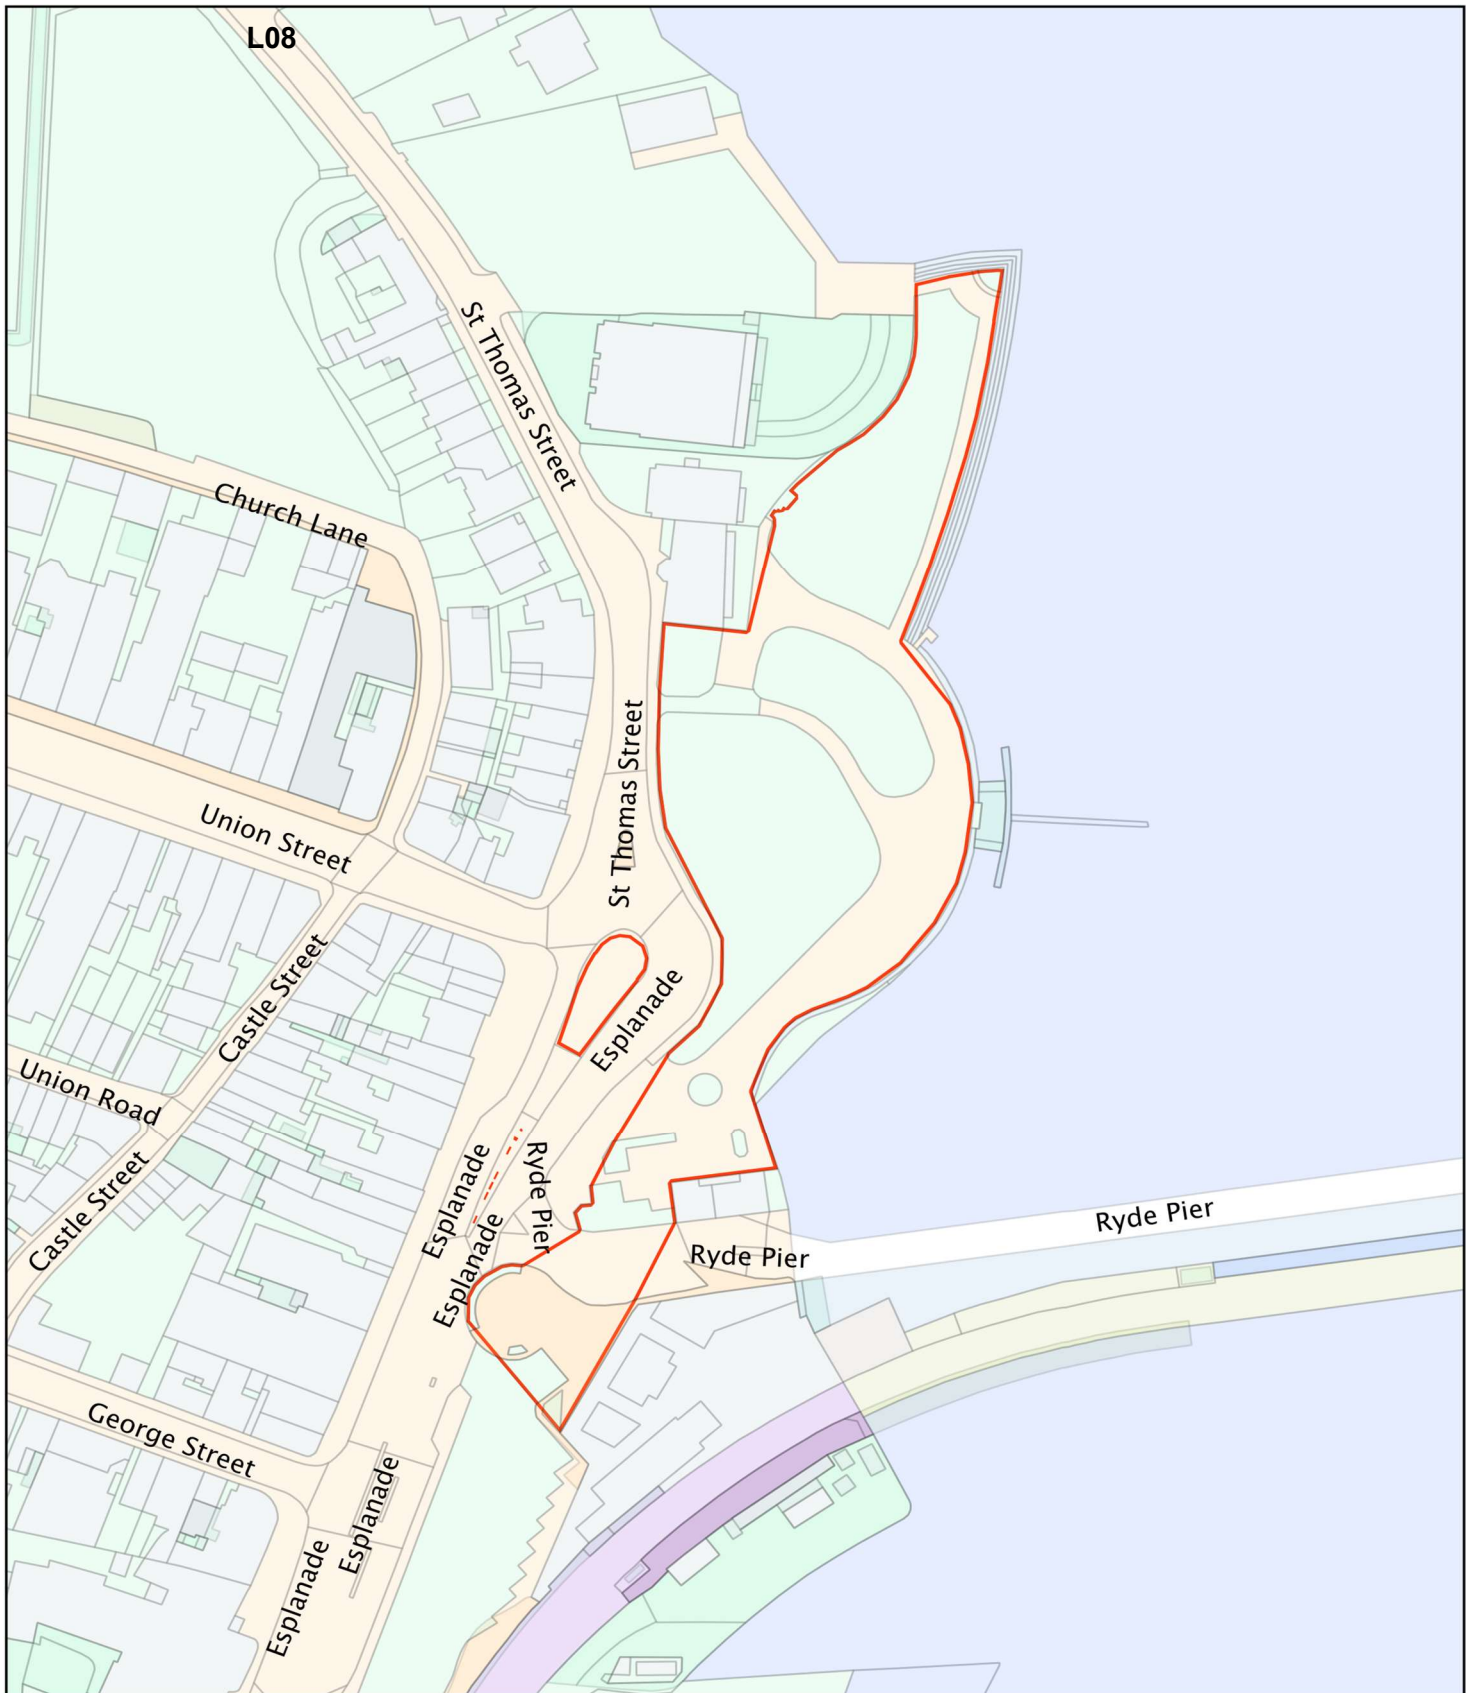 L08
St Thomas Street
Church Lane
St Thomas Street
Union Street
Castle Street
Esplanade
Union Road
Castle Street
Esplanade
Ryde Pier
Esplanade
Ryde Pier
Ryde Pier
George Street
Esplanade
Esplanade